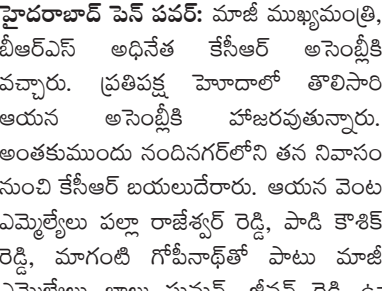 హైదరాబాద్ పెన్ పవర్: మాజీ ముఖ్యమంత్రి,
బీఆర్ఎస్ అధినేత కేసీఆర్ అసెంబ్లీకి
వచ్చారు. ప్రతిపక్ష హెూదాలో తొలిసారి
ఆయన అసెంబ్లీకి హాజరవుతున్నారు.
అంతకుముందు నందినగర్‌లోని తన నివాసం
నుంచి కేసీఆర్ బయలుదేరారు. ఆయన వెంట
ఎమ్మెల్యేలు పల్లా రాజేశ్వర్ రెడ్డి, పాడి కౌశిక్
రెడ్డి, మాగంటి గోపీనాథ్‌తో పాటు మాజీ